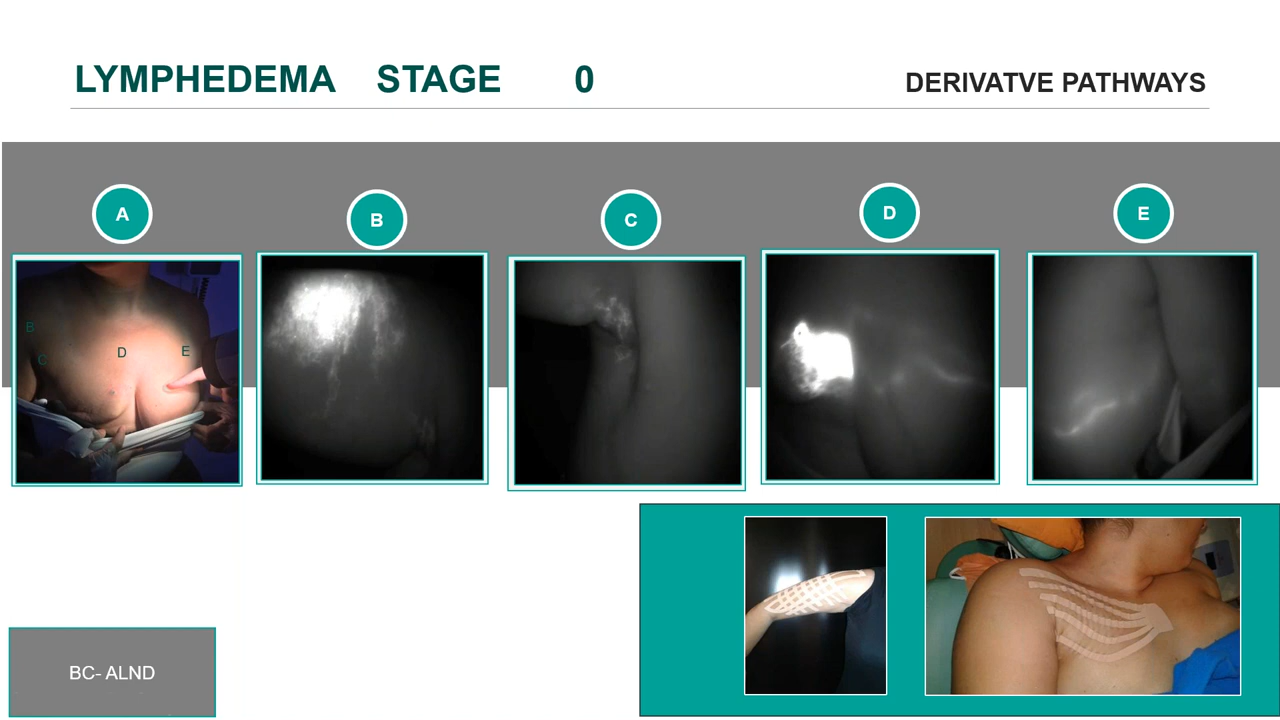 LYMPHEDEMA STAGE 0
DERIVATVE PATHWAYS
A
B
C
D
E
B
C
D
E
BC- ALND